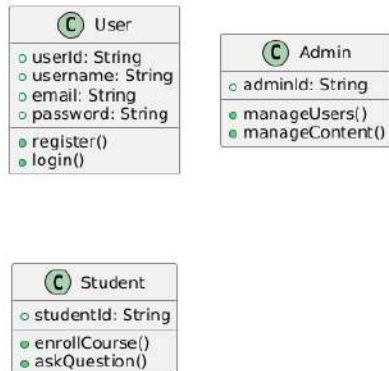 C User
userId: String
username: String
email: String
password: String
register()
login()
C Admin
adminId: String
manageUsers()
manageContent()
C Student
studentId: String
enrollCourse()
askQuestion()